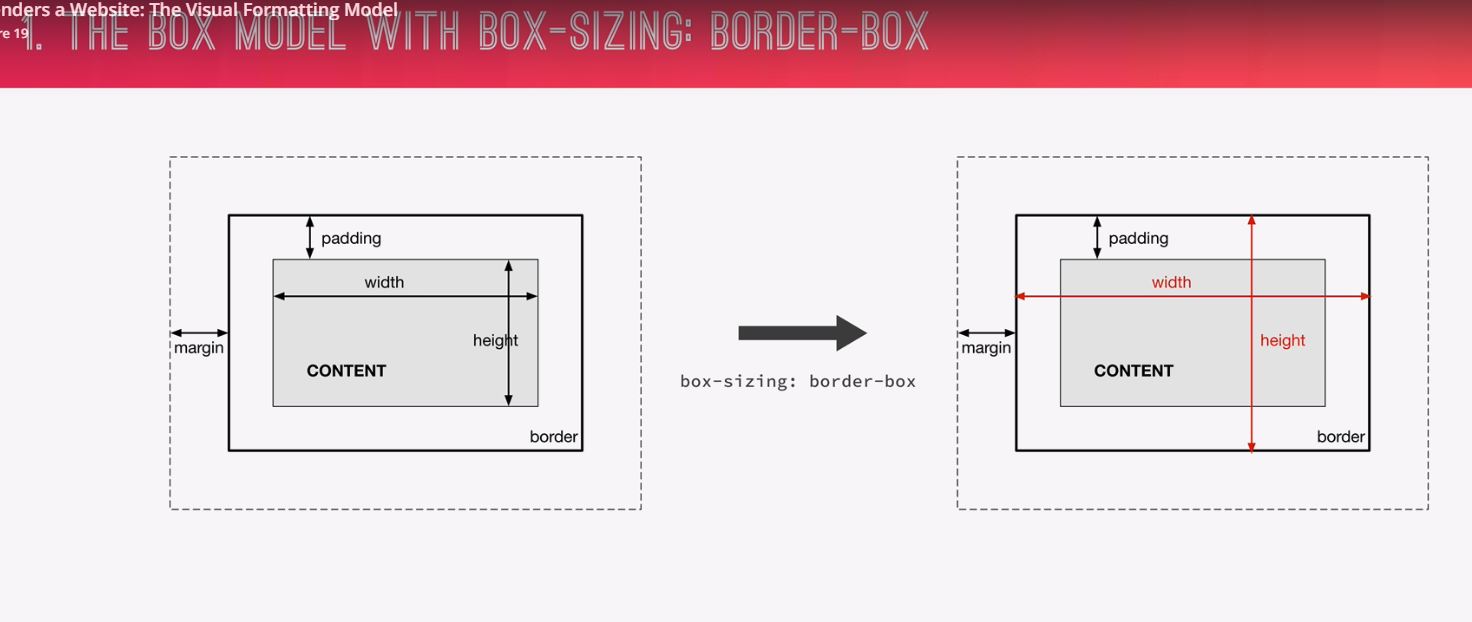 nders a Website: The Visual Formatting Model
re 19
1. THE BOX MODEL WITH BOX-SIZING: BORDER-BOX
padding
width
height
margin
CONTENT
border
box-sizing: border-box
padding
width
height
margin
CONTENT
border